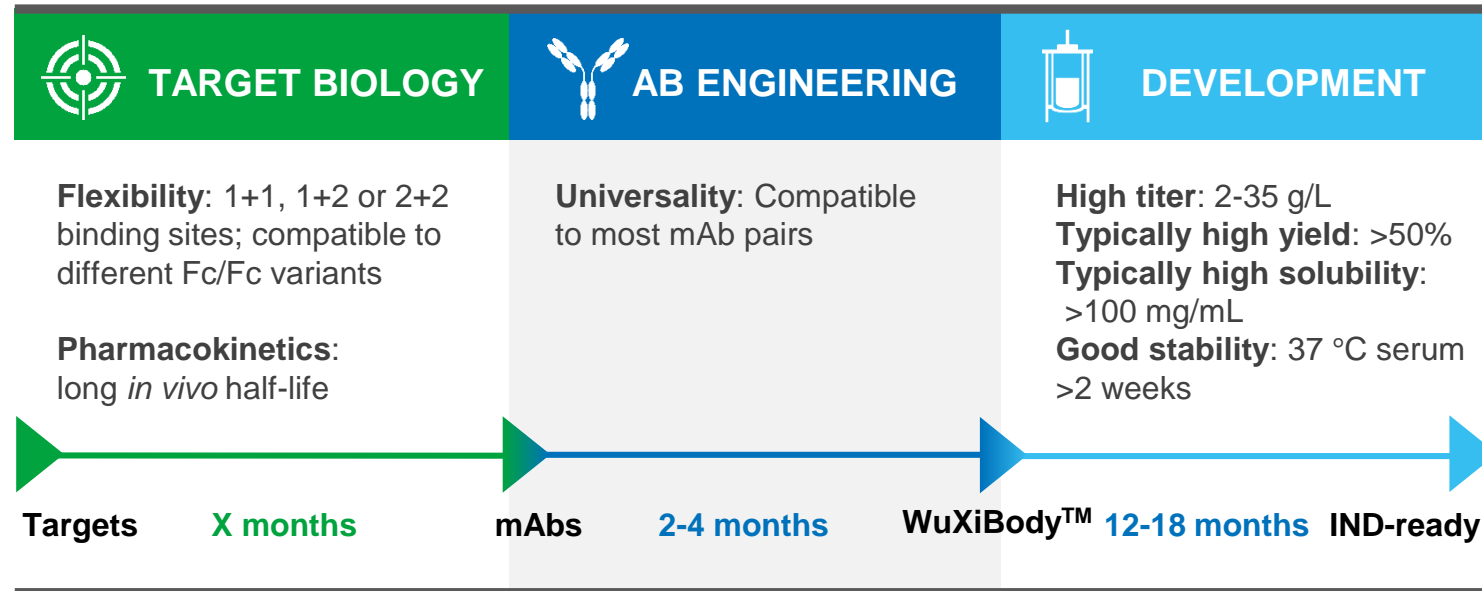 TARGET BIOLOGY
AB ENGINEERING
DEVELOPMENT
Flexibility: 1+1, 1+2 or 2+2
binding sites; compatible to
different Fc/Fc variants
Pharmacokinetics:
long in vivo half-life
Universality: Compatible
to most mAb pairs
High titer: 2-35 g/L
Typically high yield: >50%
Typically high solubility:
>100 mg/mL
Good stability: 37 °C serum
>2 weeks
Targets
X months
mAbs
2-4 months
WuXiBody™
12-18 months
IND-ready